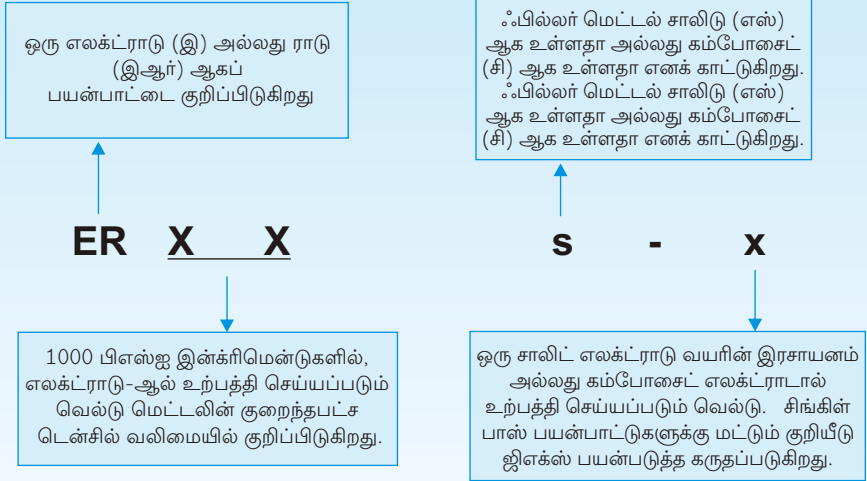 ஒரு எலக்ட்ராடு (இ) அல்லது ராடு
(இஆர்) ஆகப்
பயன்பாட்டை குறிப்பிடுகிறது
ஃபில்லர் மெட்டல் சாலிடு (எஸ்)
ஆக உள்ளதா அல்லது கம்போசைட்
(சி) ஆக உள்ளதா எனக் காட்டுகிறது.
ஃபில்லர் மெட்டல் சாலிடு (எஸ்)
ஆக உள்ளதா அல்லது கம்போசைட்
(சி) ஆக உள்ளதா எனக் காட்டுகிறது.
ER X X s - x
1000 பிஎஸ்ஐ இன்க்ரிமென்டுகளில்,
எலக்ட்ராடு-ஆல் உற்பத்தி செய்யப்படும்
வெல்டு மெட்டலின் குறைந்தபட்ச
டென்சில் வலிமையில் குறிப்பிடுகிறது.
ஒரு சாலிட் எலக்ட்ராடு வயரின் இரசாயனம்
அல்லது கம்போசைட் எலக்ட்ராடால்
உற்பத்தி செய்யப்படும் வெல்டு. சிங்கிள்
பாஸ் பயன்பாட்டுகளுக்கு மட்டும் குறியீடு
ஜிஎக்ஸ் பயன்படுத்த கருதப்படுகிறது.